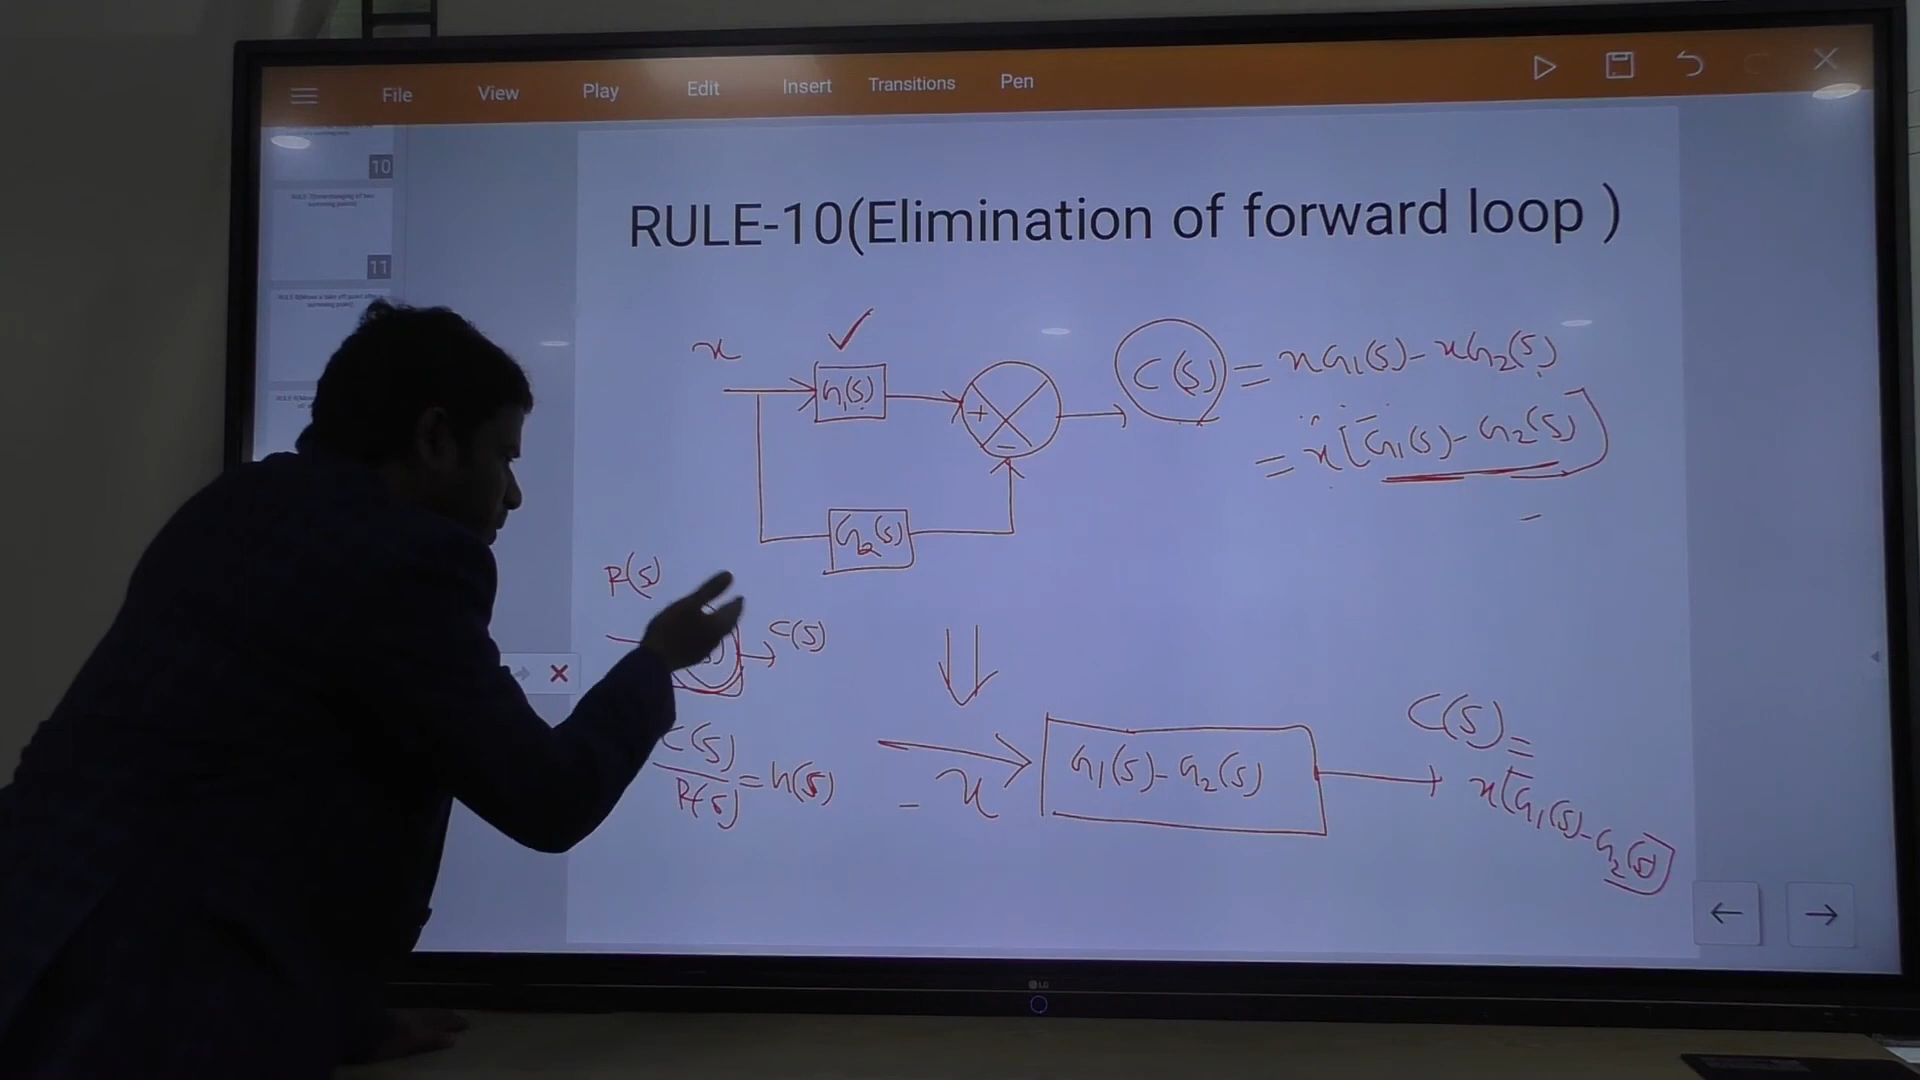 File View Play Edit Insert Transitions Pen
10
RULE-10(Elimination of forward loop )
11
x
G₁(s)
+
−
C(s) = xG₁(s) - xG₂(s)
= x[G₁(s) - G₂(s)]
G₂(s)
R(s)
C(s)
C(s)
R(s) = G(s)
x
G₁(s) - G₂(s)
C(s) =
x[G₁(s) - G₂(s)]
LG